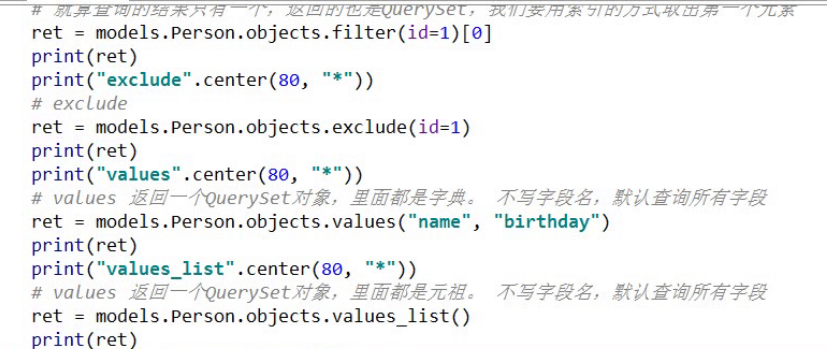 # 就算查询的结果只有一个，返回的也是QuerySet，我们要用索引的方式取出第一个元素
ret = models.Person.objects.filter(id=1)[0]
print(ret)
print("exclude".center(80, "*"))
# exclude
ret = models.Person.objects.exclude(id=1)
print(ret)
print("values".center(80, "*"))
# values 返回一个QuerySet对象，里面都是字典。 不写字段名，默认查询所有字段
ret = models.Person.objects.values("name", "birthday")
print(ret)
print("values_list".center(80, "*"))
# values 返回一个QuerySet对象，里面都是元祖。 不写字段名，默认查询所有字段
ret = models.Person.objects.values_list()
print(ret)